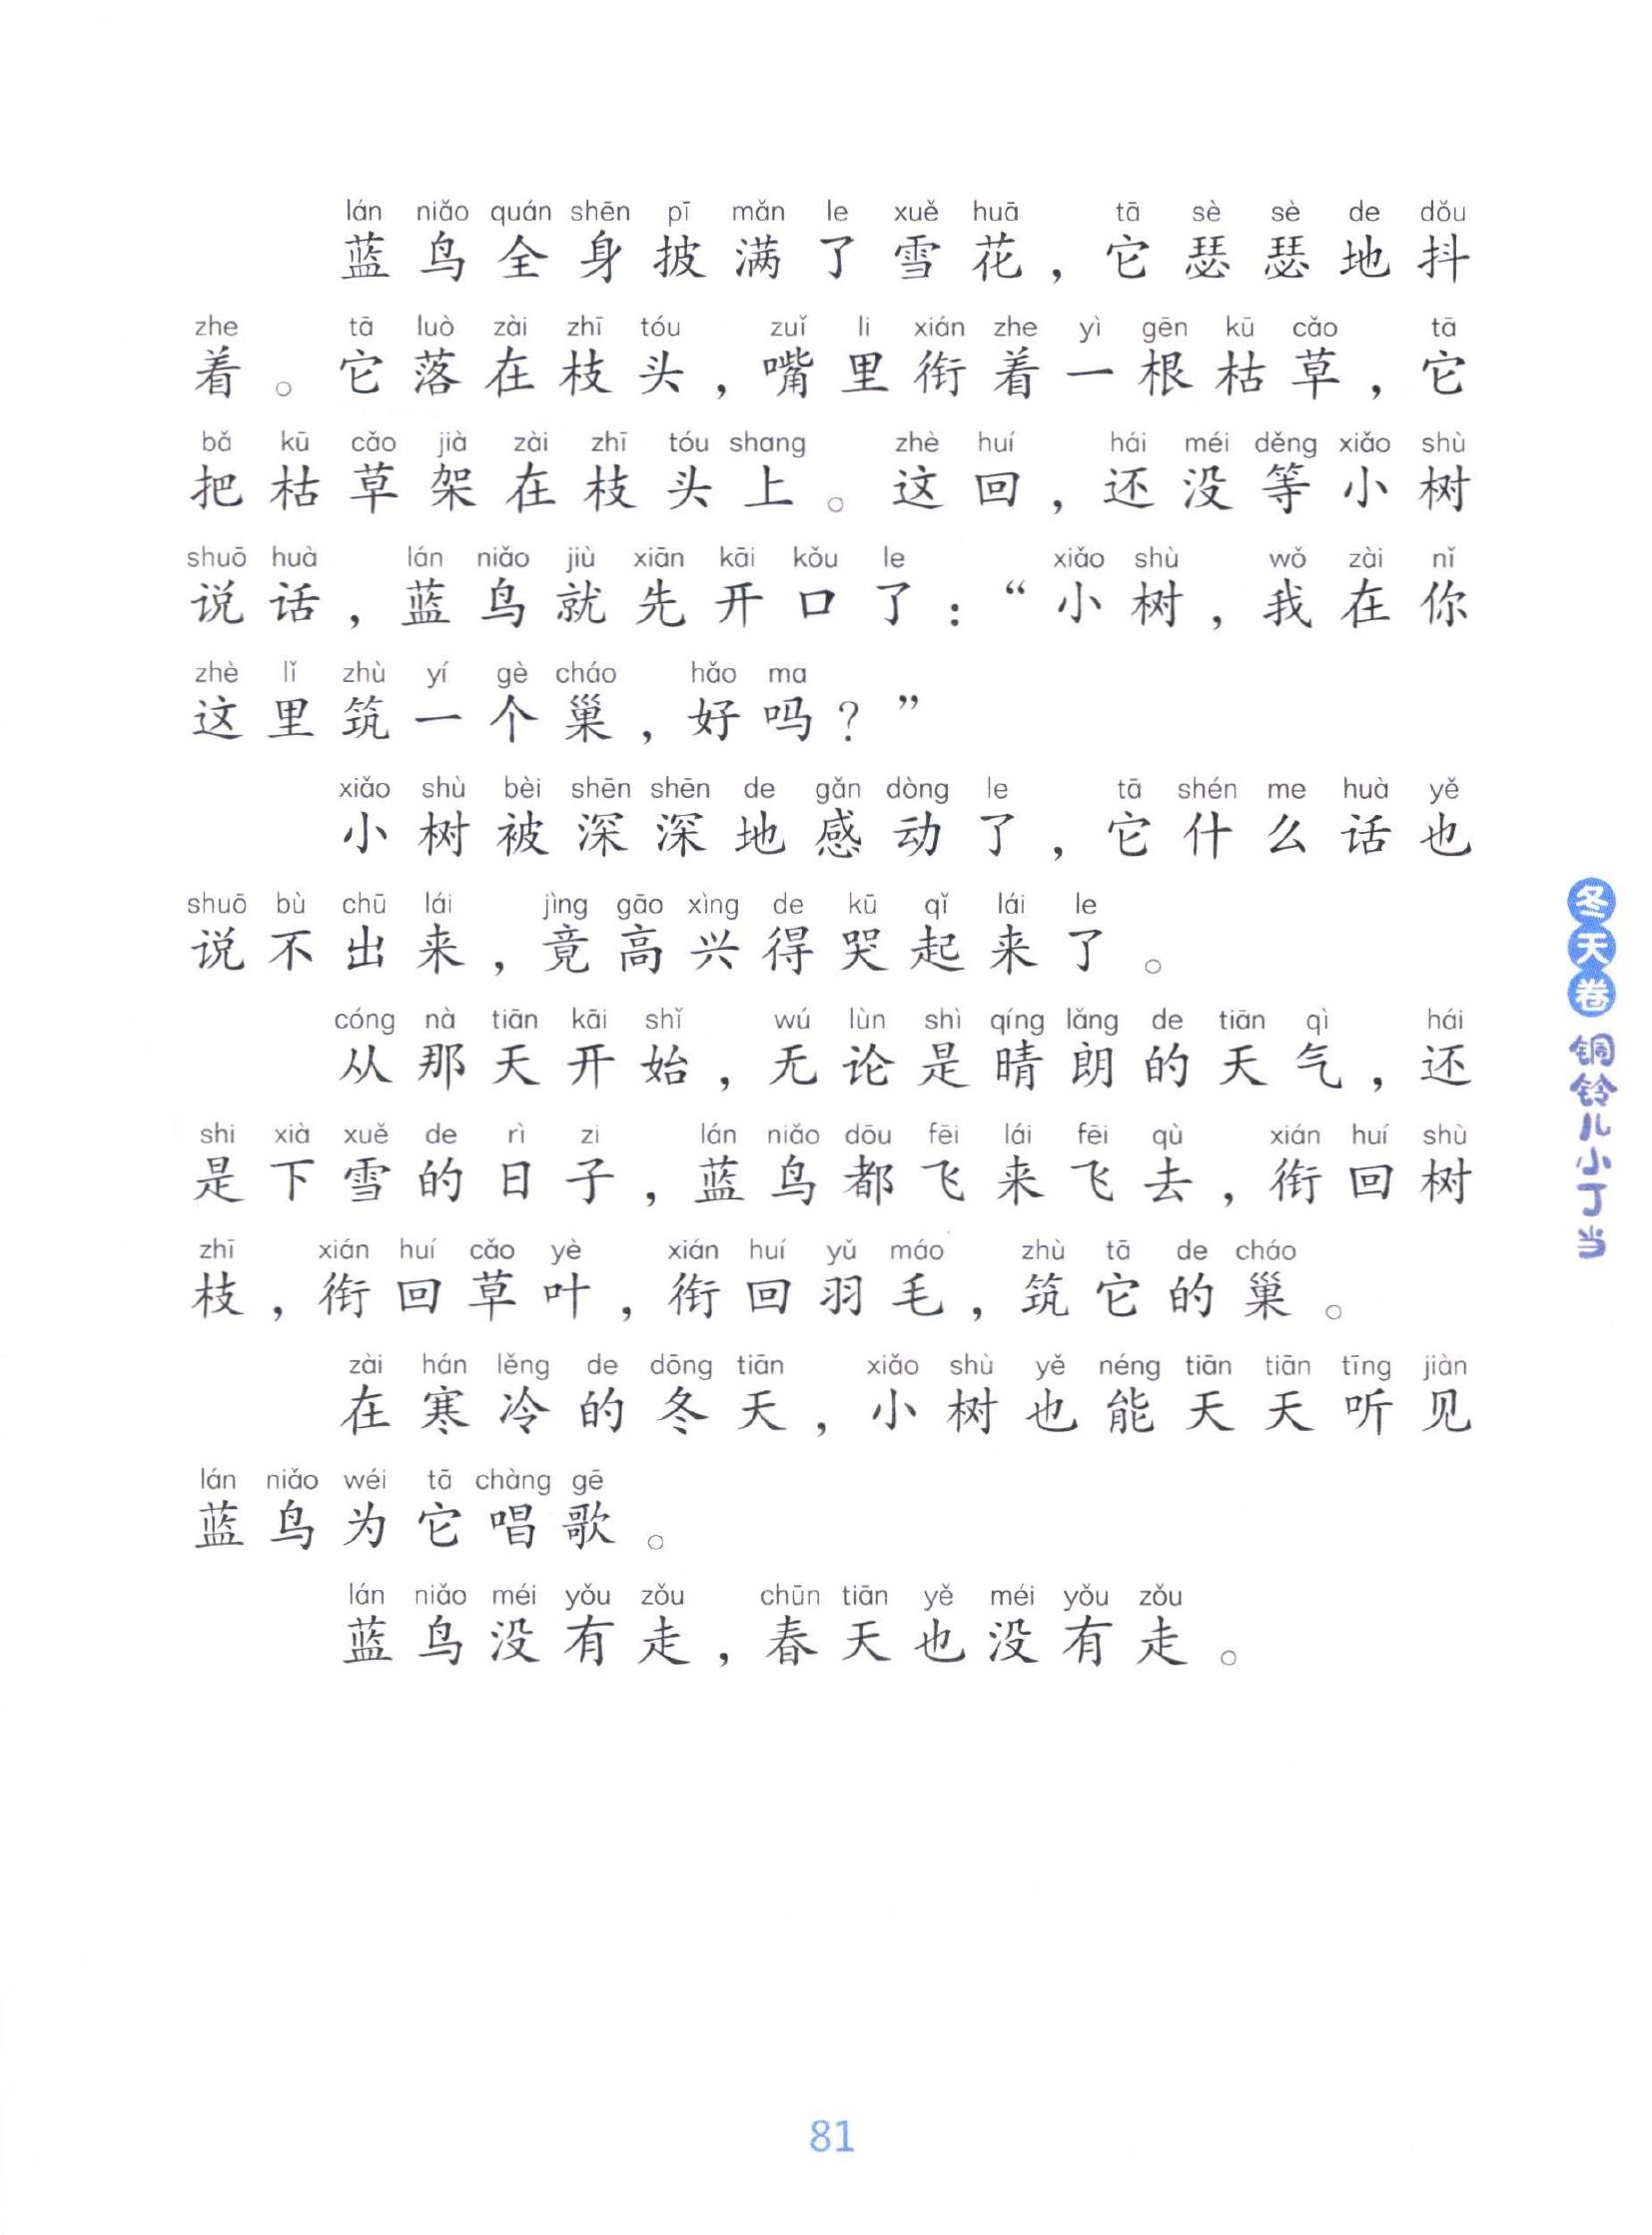 lán niǎo quán shēn pī mǎn le xuě huā tā sè sè de dǒu
蓝鸟全身披满了雪花，它瑟瑟地抖
zhe tā luò zài zhī tóu zuǐ li xián zhe yì gēn kū cǎo tā
着。它落在枝头，嘴里衔着一根枯草，它
bǎ kū cǎo jià zài zhī tóu shang zhè huí hái méi děng xiǎo shù
把枯草架在枝头上。这回，还没等小树
shuō huà lán niǎo jiù xiān kāi kǒu le xiǎo shù wǒ zài nǐ
说话，蓝鸟就先开口了：“小树，我在你
zhè lǐ zhù yí gè cháo hǎo ma
这里筑一个巢，好吗？”
xiǎo shù bèi shēn shēn de gǎn dòng le tā shén me huà yě
小树被深深地感动了，它什么话也
shuō bù chū lái jìng gāo xìng de kū qǐ lái le
说不出来，竟高兴得哭起来了。
cóng nà tiān kāi shǐ wú lùn shì qíng lǎng de tiān qì hái
从那天开始，无论是晴朗的天气，还
shi xià xuě de rì zi lán niǎo dōu fēi lái fēi qù xián huí shù
是下雪的日子，蓝鸟都飞来飞去，衔回树
zhī xián huí cǎo yè xián huí yǔ máo zhù tā de cháo
枝，衔回草叶，衔回羽毛，筑它的巢。
zài hán lěng de dōng tiān xiǎo shù yě néng tiān tiān tīng jiàn
在寒冷的冬天，小树也能天天听见
lán niǎo wéi tā chàng gē
蓝鸟为它唱歌。
lán niǎo méi yǒu zǒu chūn tiān yě méi yǒu zǒu
蓝鸟没有走，春天也没有走。
冬天卷 铜铃儿小丁当
81